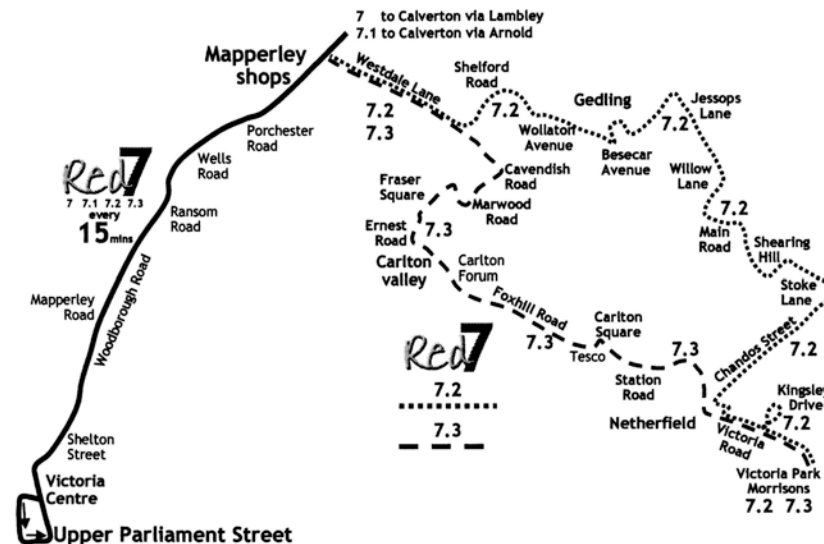 7 to Calverton via Lambley
7.1 to Calverton via Arnold
Mapperley
shops
Westdale Lane
Shelford
Road
Gedling
Jessops
Lane
7.2
7.3
7.2
7.2
Porchester
Road
Wollaton
Avenue
Besecar
Avenue
Wells
Road
Cavendish
Road
Willow
Lane
Red 7
7 7.1 7.2 7.3
every
15 mins
Fraser
Square
Marwood
Road
Ransom
Road
7.2
Main
Road
Ernest
Road
7.3
Shearing
Hill
Carlton
valley
Carlton
Forum
Stoke
Lane
Mapperley
Road
Woodborough Road
Foxhill Road
Carlton
Square
Chandos Street
Red 7
7.3
Tesco
7.3
7.2
Station
Road
7.2
Kingsley
Drive
7.2
7.3
Netherfield
Victoria
Road
Shelton
Street
Victoria
Centre
Victoria Park
Morrisons
7.2 7.3
Upper Parliament Street